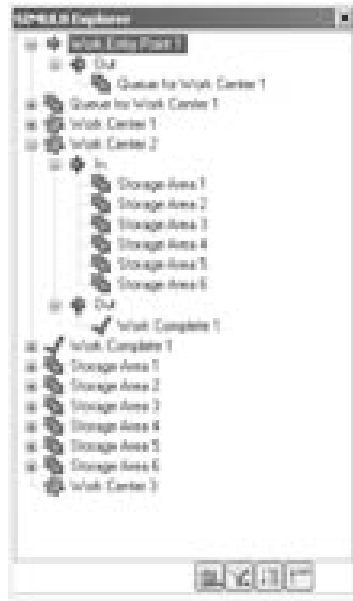 SIMUL8 Explorer
Work Entry Point 1
Out
Queue for Work Center 1
Queue for Work Center 1
Work Center 1
Work Center 2
In
Storage Area 1
Storage Area 2
Storage Area 3
Storage Area 4
Storage Area 5
Storage Area 6
Out
Work Complete 1
Work Complete 1
Storage Area 1
Storage Area 2
Storage Area 3
Storage Area 4
Storage Area 5
Storage Area 6
Work Center 3